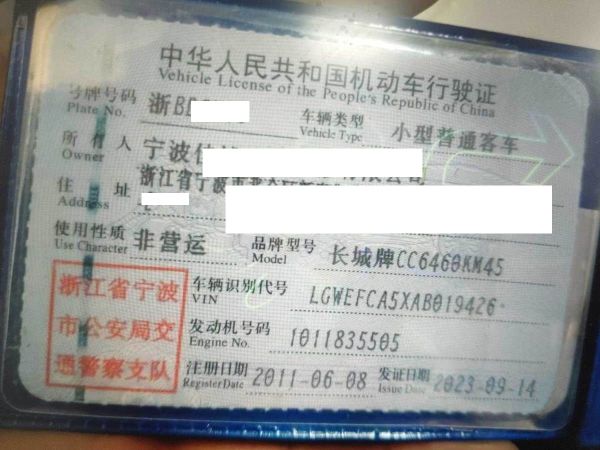 中华人民共和国机动车行驶证
Vehicle License of the People's Republic of China
号牌号码 浙B 车辆类型 小型普通客车
Plate No. Vehicle Type
所有人 宁波 有限公司
Owner
住址 浙江省宁波市
Address
使用性质 非营运 品牌型号 长城牌CC6460KM45
Use Character Model
浙江省宁波市公安局交通警察支队
车辆识别代号 LGWEFCA5XAB019426
VIN
发动机号码 1011835505
Engine No.
注册日期 2011-06-08 发证日期 2023-09-14
Register Date Issue Date